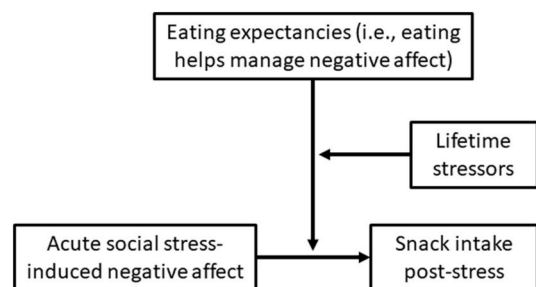 Eating expectancies (i.e., eating
helps manage negative affect)
Lifetime
stressors
Acute social stress-
induced negative affect
Snack intake
post-stress